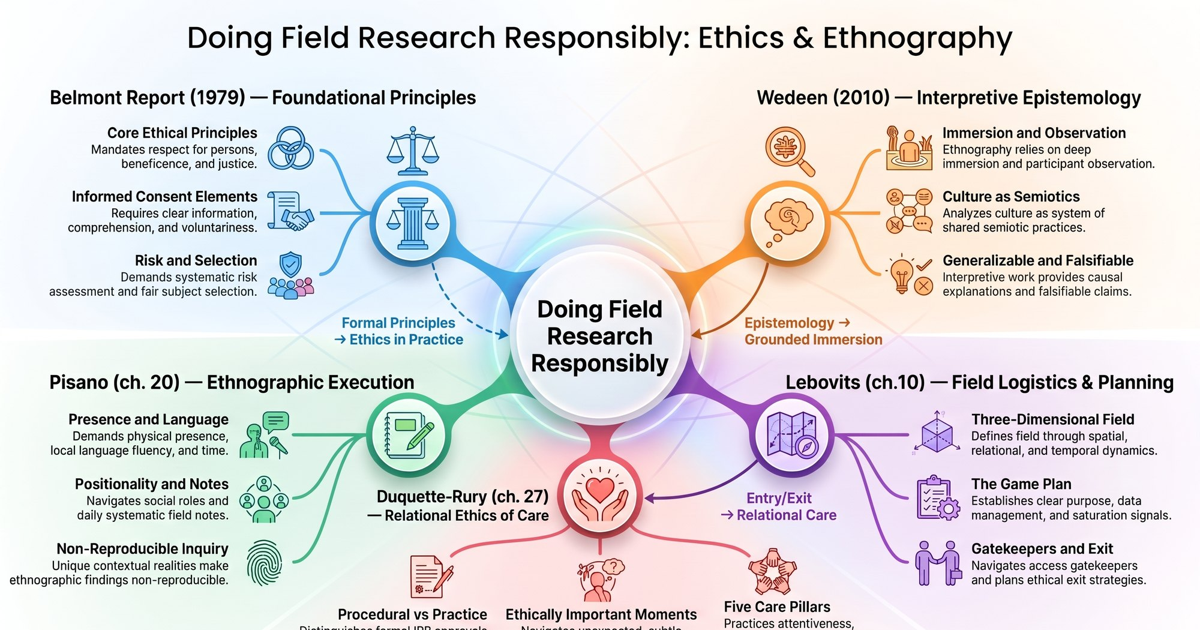 Doing Field Research Responsibly: Ethics & Ethnography
Belmont Report (1979) — Foundational Principles
Core Ethical Principles
Mandates respect for persons,
beneficence, and justice.
Informed Consent Elements
Requires clear information,
comprehension, and voluntariness.
Risk and Selection
Demands systematic risk
assessment and fair subject selection.
Formal Principles
→ Ethics in Practice
Wedeen (2010) — Interpretive Epistemology
Immersion and Observation
Ethnography relies on deep
immersion and participant observation.
Culture as Semiotics
Analyzes culture as system of
shared semiotic practices.
Generalizable and Falsifiable
Interpretive work provides causal
explanations and falsifiable claims.
Epistemology →
Grounded Immersion
Doing Field
Research
Responsibly
Pisano (ch. 20) — Ethnographic Execution
Presence and Language
Demands physical presence,
local language fluency, and time.
Positionality and Notes
Navigates social roles and
daily systematic field notes.
Non-Reproducible Inquiry
Unique contextual realities make
ethnographic findings non-reproducible.
Lebovits (ch.10) — Field Logistics & Planning
Three-Dimensional Field
Defines field through spatial,
relational, and temporal dynamics.
The Game Plan
Establishes clear purpose, data
management, and saturation signals.
Gatekeepers and Exit
Navigates access gatekeepers
and plans ethical exit strategies.
Entry/Exit
→ Relational Care
Duquette-Rury (ch. 27)
— Relational Ethics of Care
Procedural vs Practice
Distinguishes formal IRB approvals
Ethically Important Moments
Navigates unexpected, subtle
Five Care Pillars
Practices attentiveness,